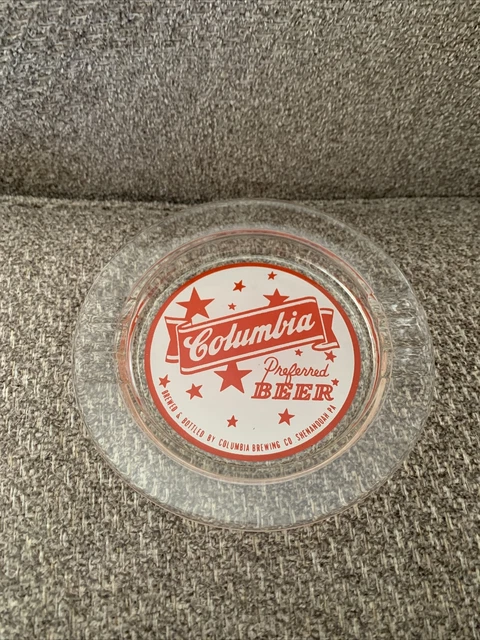 Columbia
Preferred
BEER
BREWED & BOTTLED BY COLUMBIA BREWING CO. SHENANDOAH PA.